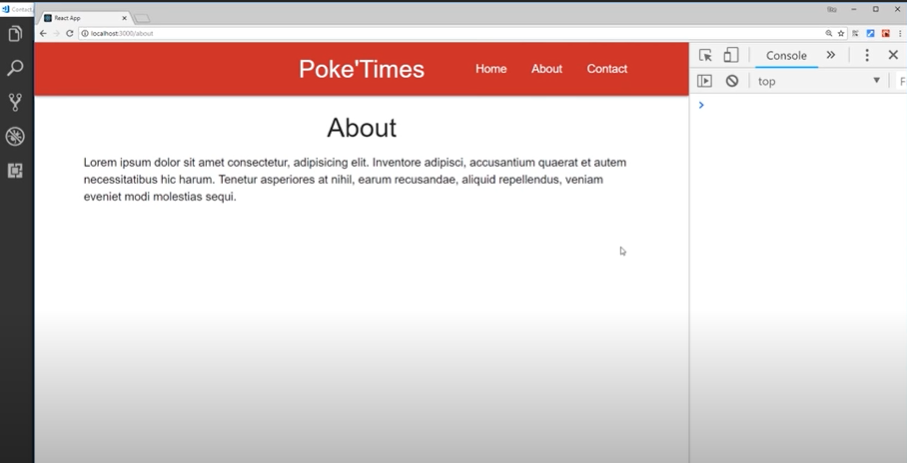 Contact
React App
localhost:3000/about
Console
top
Poke'Times
Home About Contact
About
Lorem ipsum dolor sit amet consectetur, adipisicing elit. Inventore adipisci, accusantium quaerat et autem
necessitatibus hic harum. Tenetur asperiores at nihil, earum recusandae, aliquid repellendus, veniam
eveniet modi molestias sequi.